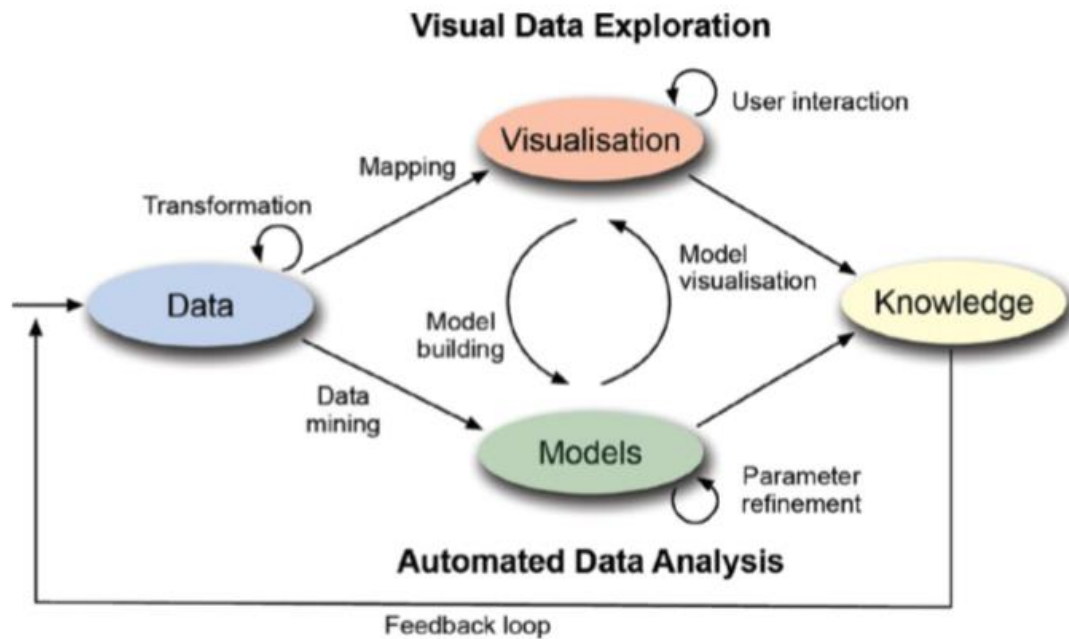 Visual Data Exploration
User interaction
Visualisation
Mapping
Transformation
Model
visualisation
Data
Knowledge
Model
building
Data
mining
Models
Parameter
refinement
Automated Data Analysis
Feedback loop